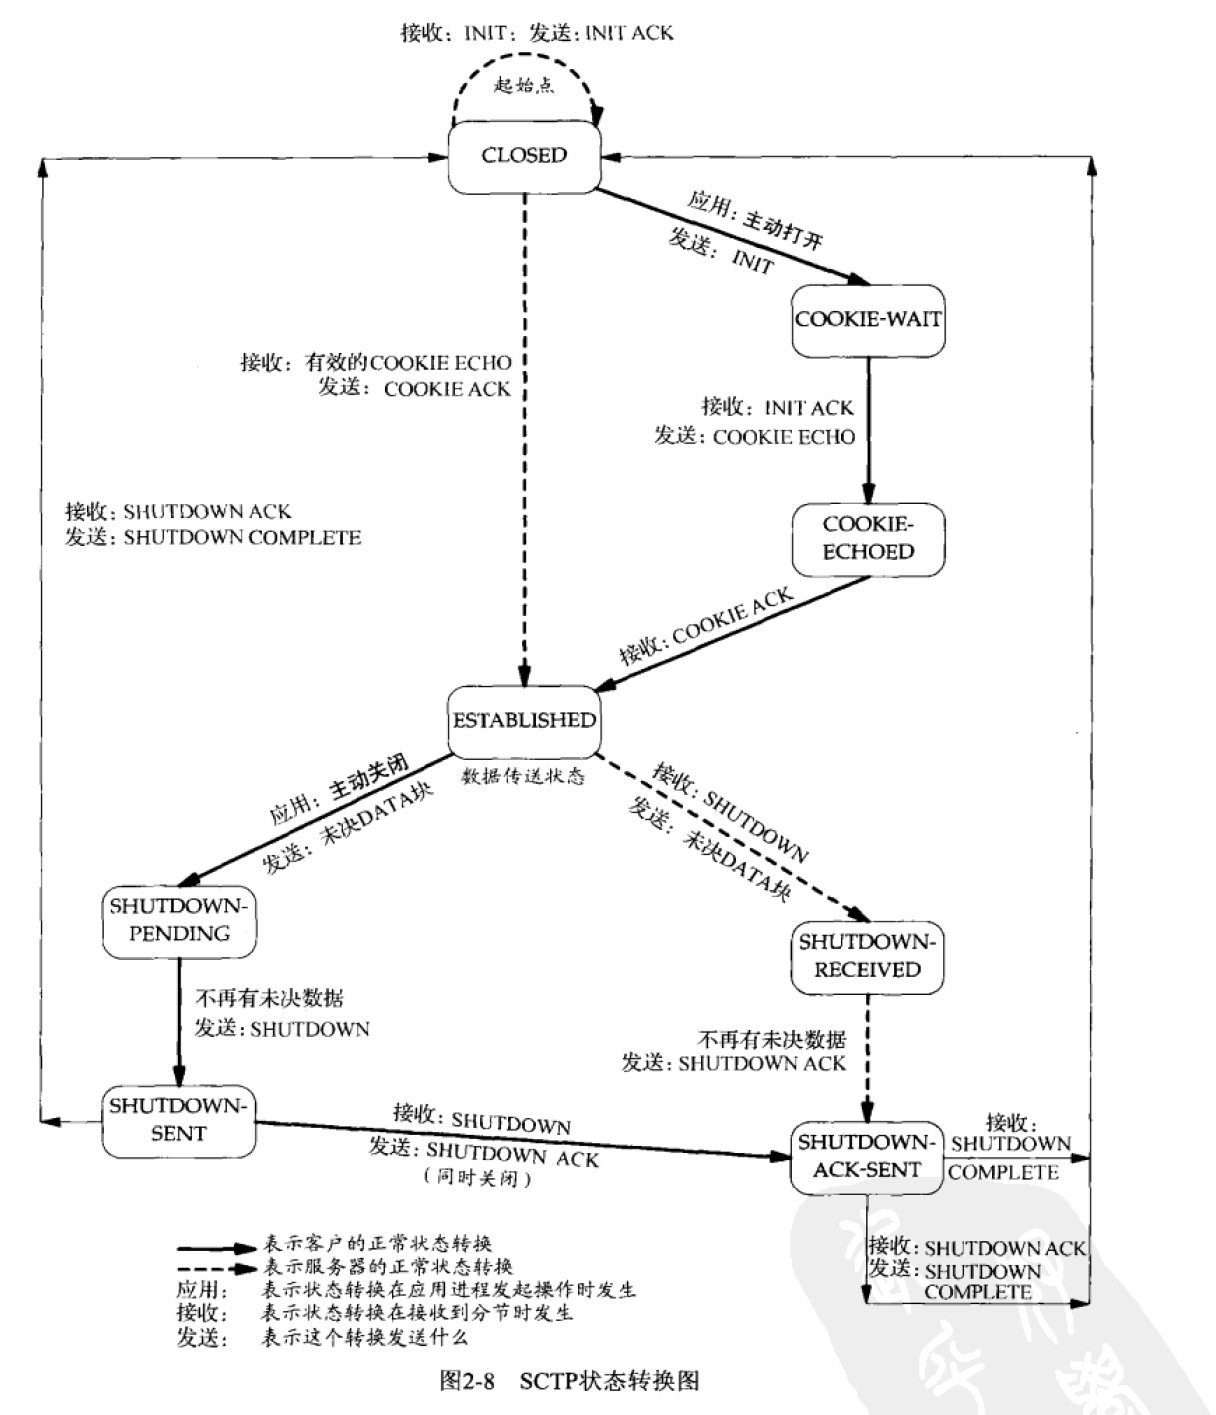 接收：INIT；发送：INIT ACK
起始点
CLOSED
应用：主动打开
发送：INIT
COOKIE-WAIT
接收：有效的COOKIE ECHO
发送：COOKIE ACK
接收：INIT ACK
发送：COOKIE ECHO
接收：SHUTDOWN ACK
发送：SHUTDOWN COMPLETE
COOKIE-
ECHOED
接收：COOKIE ACK
ESTABLISHED
数据传送状态
应用：主动关闭
发送：未决DATA块
接收：SHUTDOWN
发送：未决DATA块
SHUTDOWN-
PENDING
SHUTDOWN-
RECEIVED
不再有未决数据
发送：SHUTDOWN
不再有未决数据
发送：SHUTDOWN ACK
SHUTDOWN-
SENT
接收：SHUTDOWN
发送：SHUTDOWN ACK
（同时关闭）
SHUTDOWN-
ACK-SENT
接收：
SHUTDOWN
COMPLETE
接收：SHUTDOWN ACK
发送：SHUTDOWN
COMPLETE
表示客户的正常状态转换
表示服务器的正常状态转换
应用： 表示状态转换在应用进程发起操作时发生
接收： 表示状态转换在接收到分节时发生
发送： 表示这个转换发送什么
图2-8 SCTP状态转换图